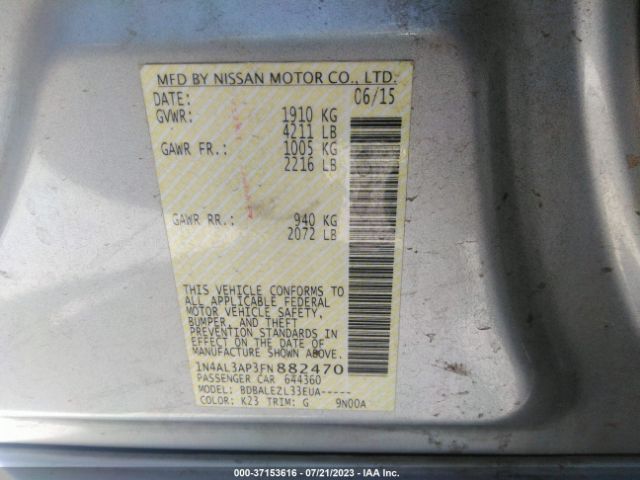 MFD BY NISSAN MOTOR CO., LTD.
DATE: 06/15
GVWR: 1910 KG
4211 LB
GAWR FR.: 1005 KG
2216 LB
GAWR RR.: 940 KG
2072 LB
THIS VEHICLE CONFORMS TO
ALL APPLICABLE FEDERAL
MOTOR VEHICLE SAFETY,
BUMPER, AND THEFT
PREVENTION STANDARDS IN
EFFECT ON THE DATE OF
MANUFACTURE SHOWN ABOVE.
1N4AL3AP3FN882470
PASSENGER CAR 644360
MODEL: BDBALEZL33EUA-----
COLOR: K23 TRIM: G 9N00A
000-37153616 / 07/21/2023 / IAA Inc.